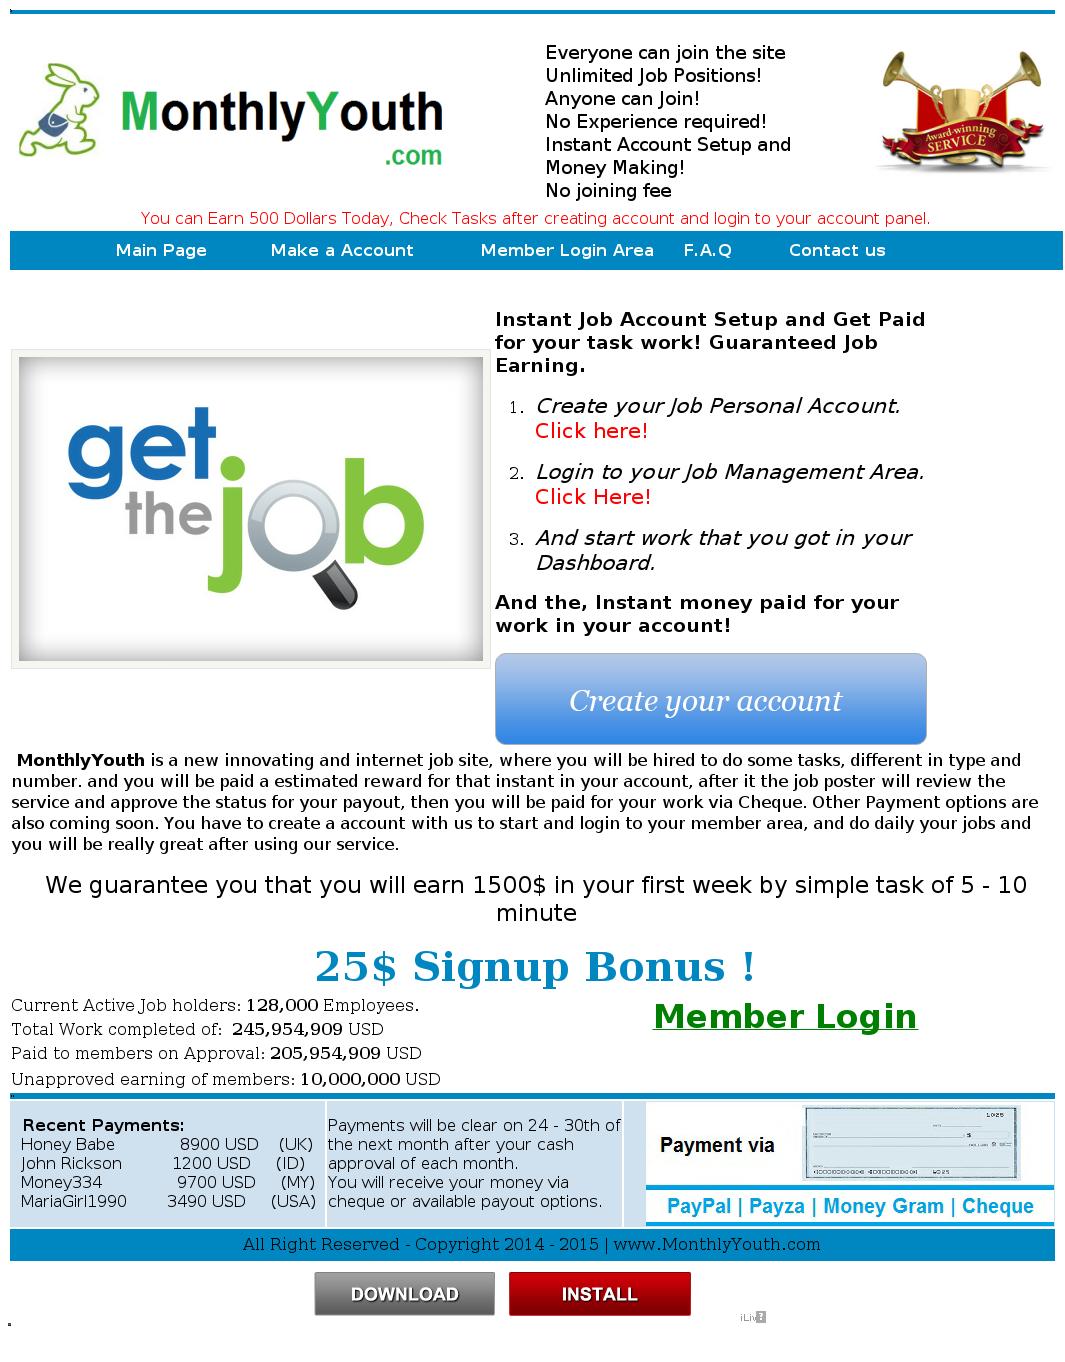 MonthlyYouth
.com
Everyone can join the site
Unlimited Job Positions!
Anyone can Join!
No Experience required!
Instant Account Setup and
Money Making!
No joining fee
Award-winning
SERVICE
You can Earn 500 Dollars Today, Check Tasks after creating account and login to your account panel.
Main Page Make a Account Member Login Area F.A.Q Contact us
get
the job
Instant Job Account Setup and Get Paid
for your task work! Guaranteed Job
Earning.
1. Create your Job Personal Account.
Click here!
2. Login to your Job Management Area.
Click Here!
3. And start work that you got in your
Dashboard.
And the, Instant money paid for your
work in your account!
Create your account
MonthlyYouth is a new innovating and internet job site, where you will be hired to do some tasks, different in type and
number. and you will be paid a estimated reward for that instant in your account, after it the job poster will review the
service and approve the status for your payout, then you will be paid for your work via Cheque. Other Payment options are
also coming soon. You have to create a account with us to start and login to your member area, and do daily your jobs and
you will be really great after using our service.
We guarantee you that you will earn 1500$ in your first week by simple task of 5 - 10
minute
25$ Signup Bonus !
Current Active Job holders: 128,000 Employees.
Total Work completed of: 245,954,909 USD
Paid to members on Approval: 205,954,909 USD
Unapproved earning of members: 10,000,000 USD
Member Login
Recent Payments:
Honey Babe 8900 USD (UK)
John Rickson 1200 USD (ID)
Money334 9700 USD (MY)
MariaGirl1990 3490 USD (USA)
Payments will be clear on 24 - 30th of
the next month after your cash
approval of each month.
You will receive your money via
cheque or available payout options.
Payment via
1025
$
PayPal | Payza | Money Gram | Cheque
All Right Reserved - Copyright 2014 - 2015 | www.MonthlyYouth.com
DOWNLOAD INSTALL
iLiv?